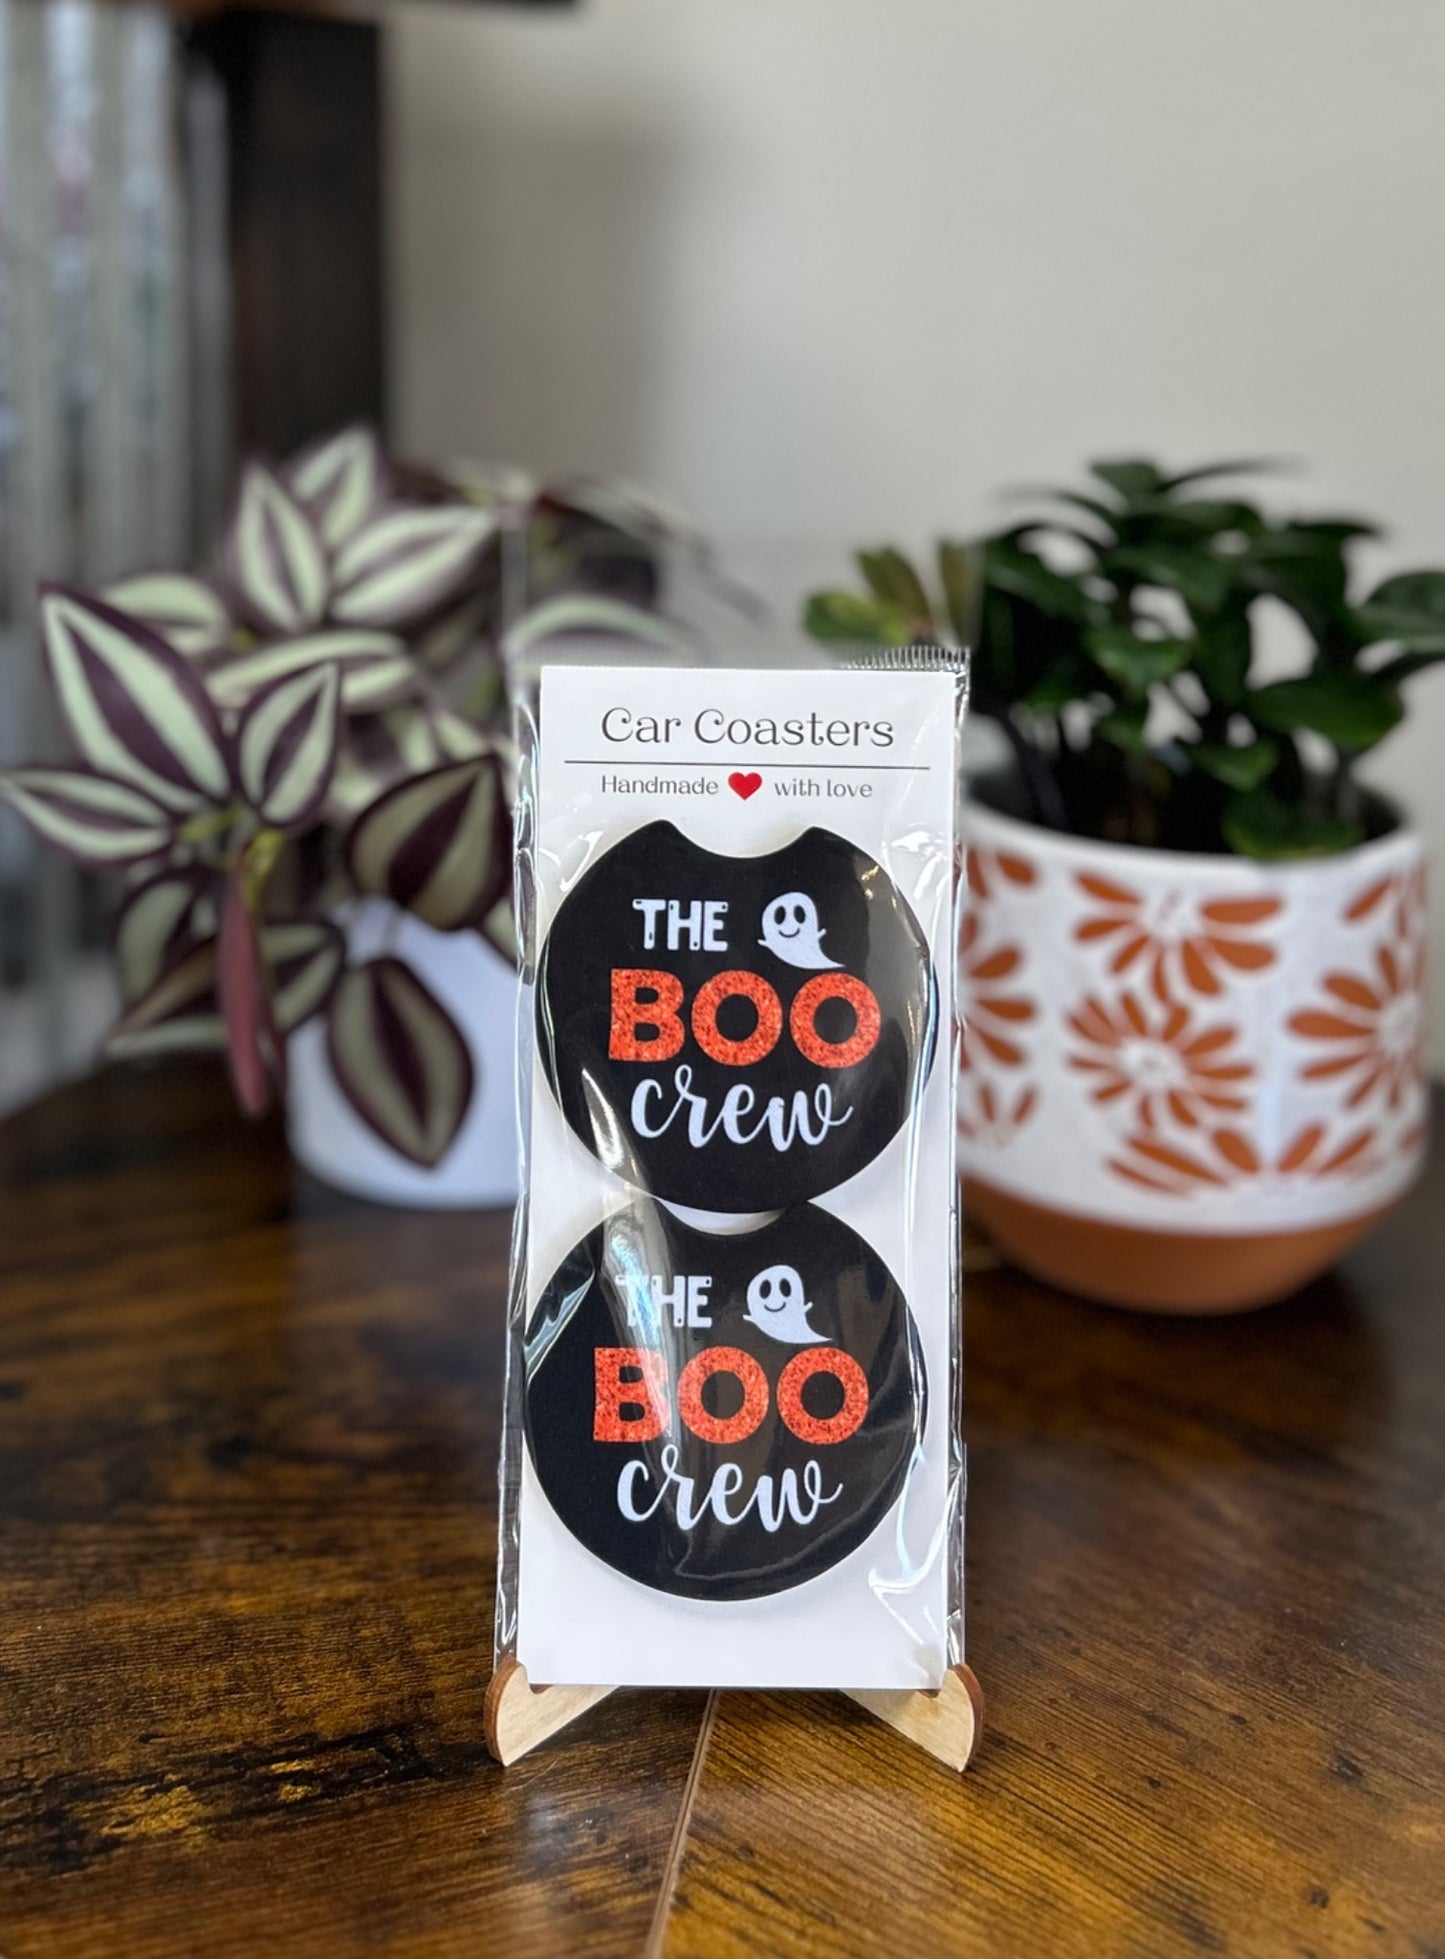 Car Coasters
Handmade ❤ with love
THE
BOO
crew
THE
BOO
crew